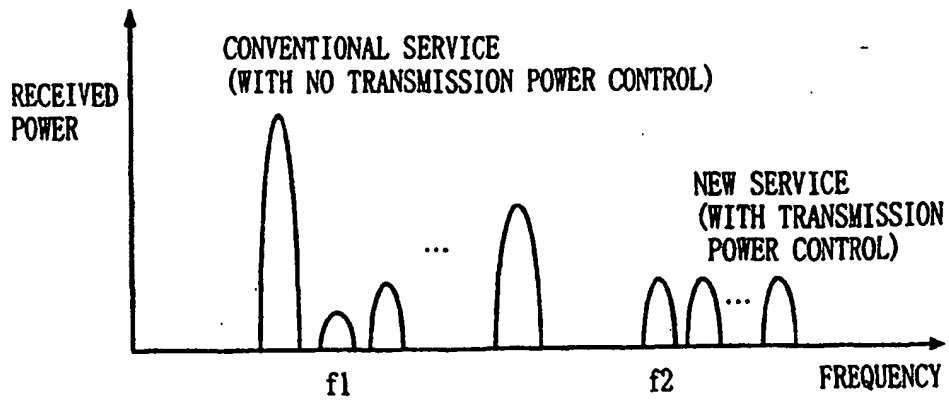 CONVENTIONAL SERVICE
(WITH NO TRANSMISSION POWER CONTROL)
RECEIVED
POWER
NEW SERVICE
(WITH TRANSMISSION
POWER CONTROL)
...
...
f1
f2
FREQUENCY